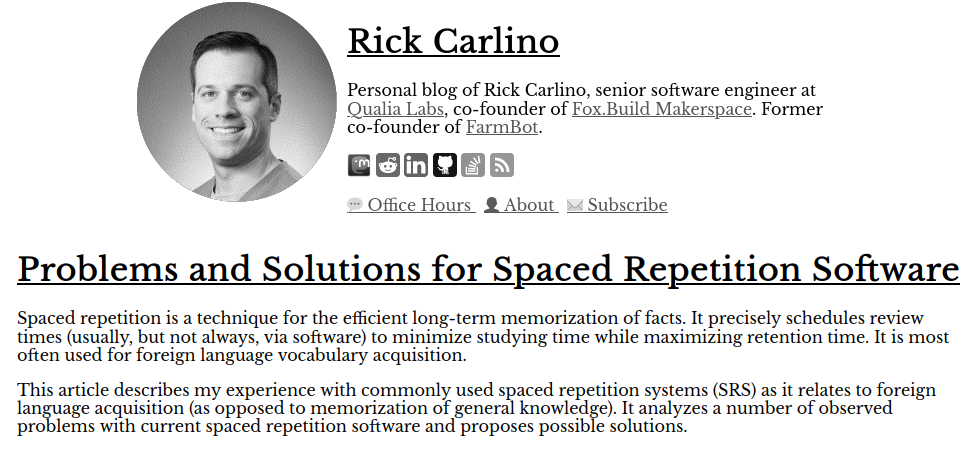 Rick Carlino
Personal blog of Rick Carlino, senior software engineer at
Qualia Labs, co-founder of Fox.Build Makerspace. Former
co-founder of FarmBot.
Office Hours About Subscribe
Problems and Solutions for Spaced Repetition Software
Spaced repetition is a technique for the efficient long-term memorization of facts. It precisely schedules review
times (usually, but not always, via software) to minimize studying time while maximizing retention time. It is most
often used for foreign language vocabulary acquisition.
This article describes my experience with commonly used spaced repetition systems (SRS) as it relates to foreign
language acquisition (as opposed to memorization of general knowledge). It analyzes a number of observed
problems with current spaced repetition software and proposes possible solutions.